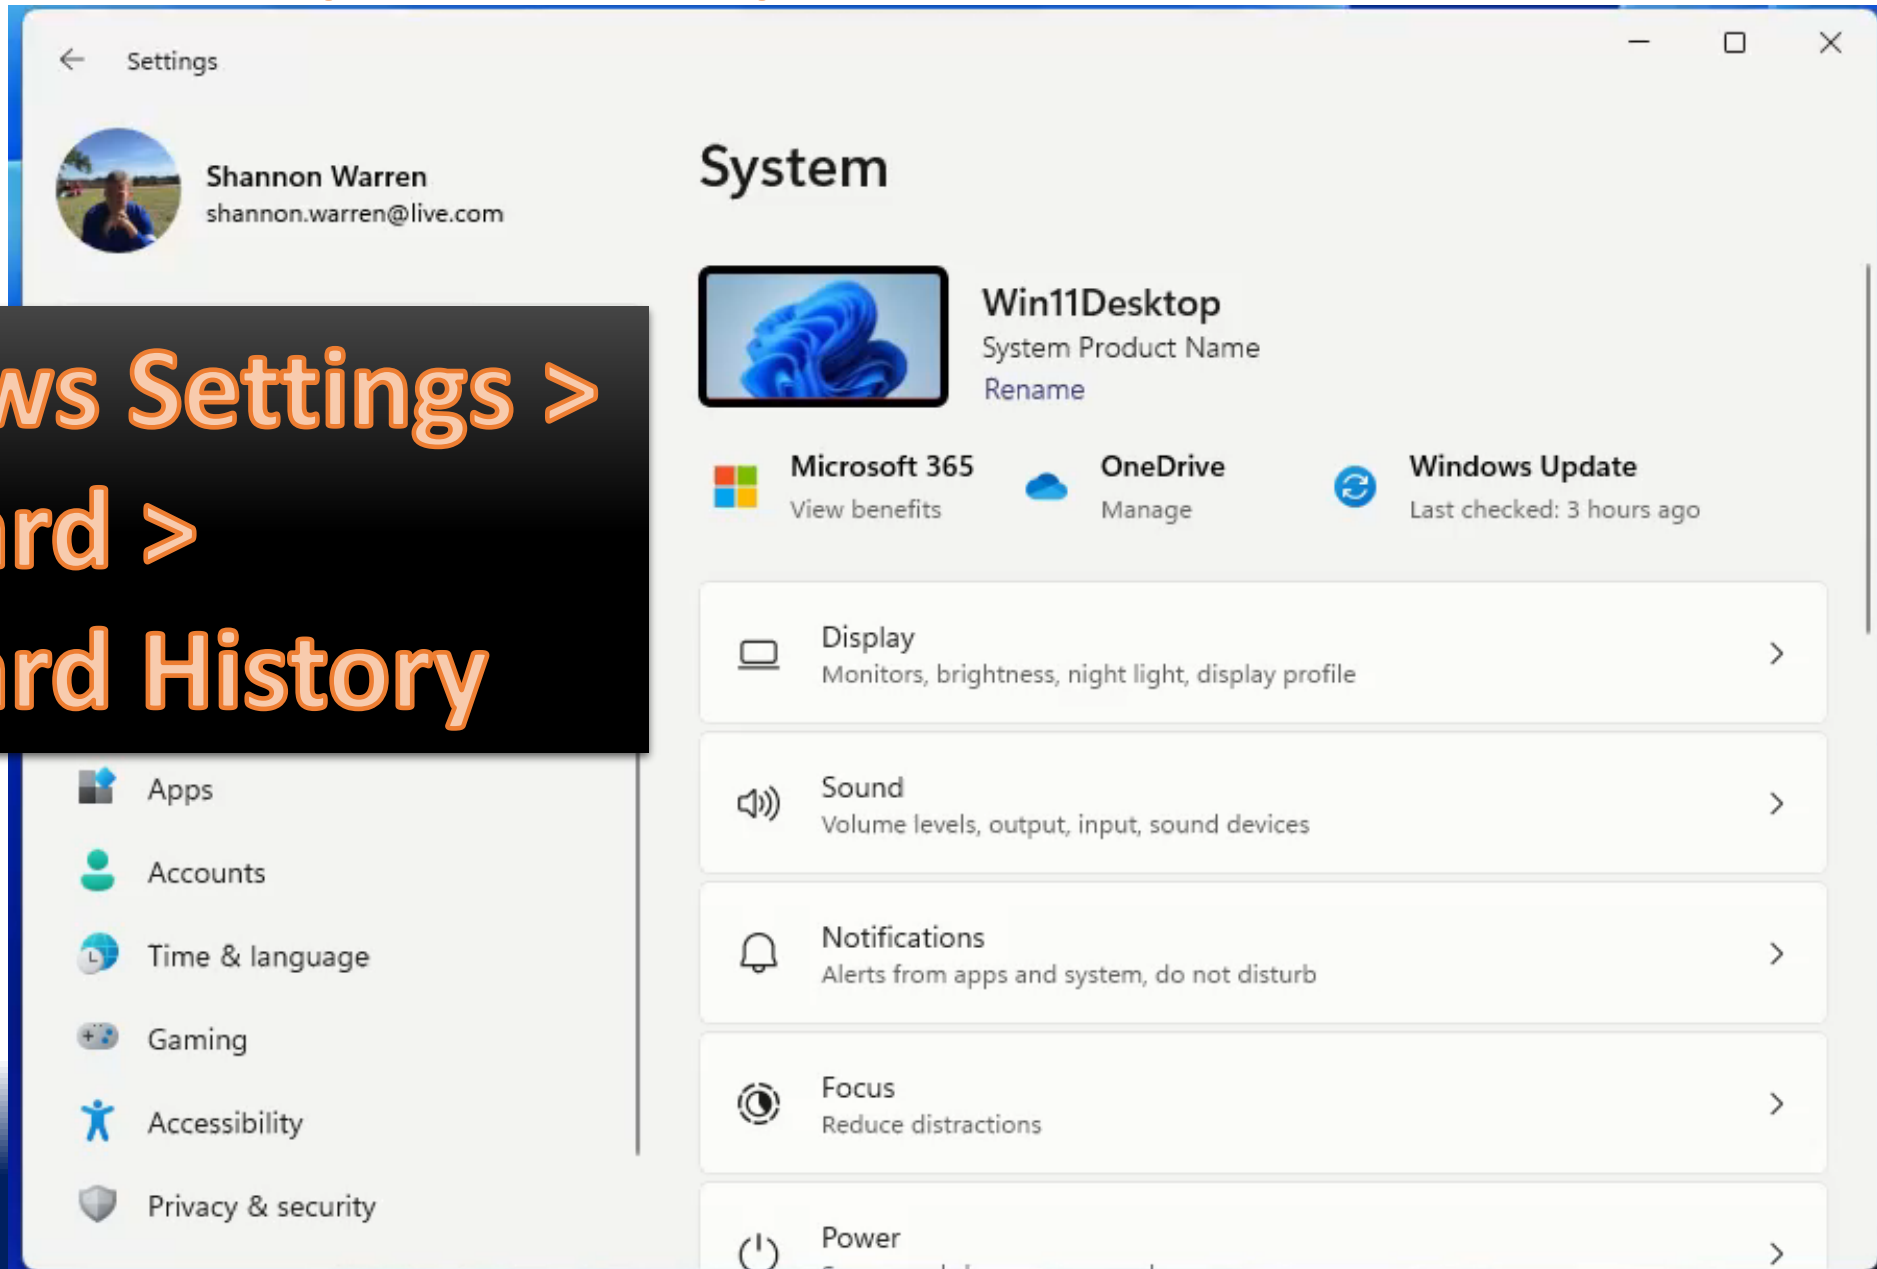 Settings
Shannon Warren
shannon.warren@live.com
System
Win11Desktop
System Product Name
Rename
Settings >
>
History
Microsoft 365
View benefits
OneDrive
Manage
Windows Update
Last checked: 3 hours ago
Display
Monitors, brightness, night light, display profile
Sound
Volume levels, output, input, sound devices
Notifications
Alerts from apps and system, do not disturb
Focus
Reduce distractions
Power
Apps
Accounts
Time & language
Gaming
Accessibility
Privacy & security